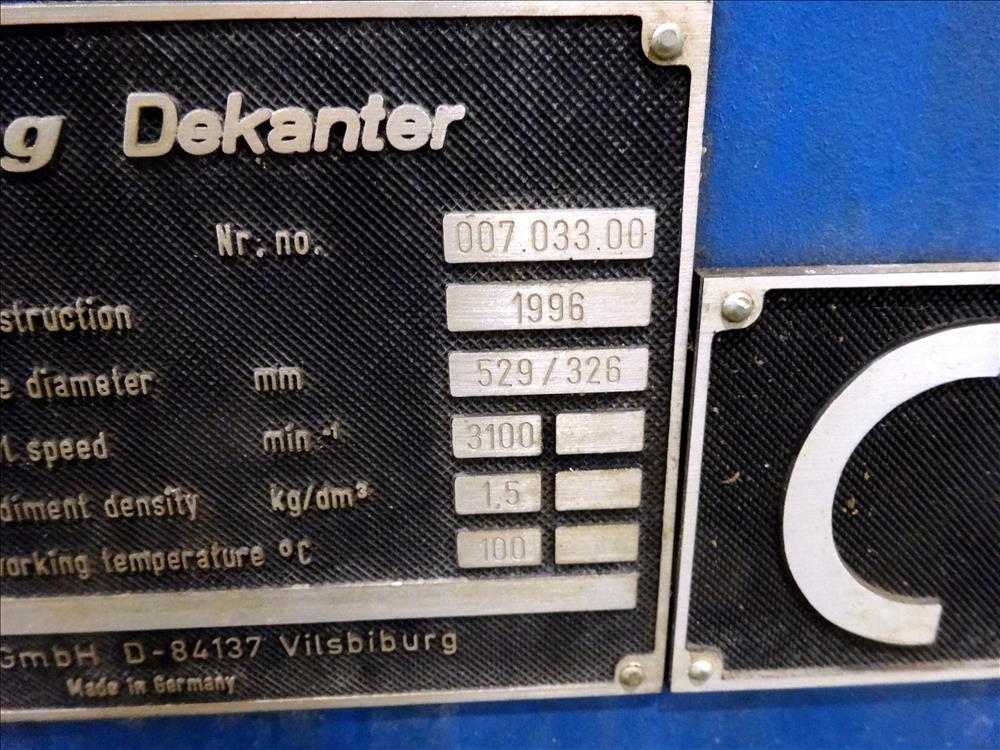 g Dekanter
Nr. no. 007.033.00
struction 1996
e diameter mm 529/326
speed min⁻¹ 3100
diment density kg/dm³ 1.5
orking temperature °C 100
GmbH D-84137 Vilsbiburg
Made in Germany
C